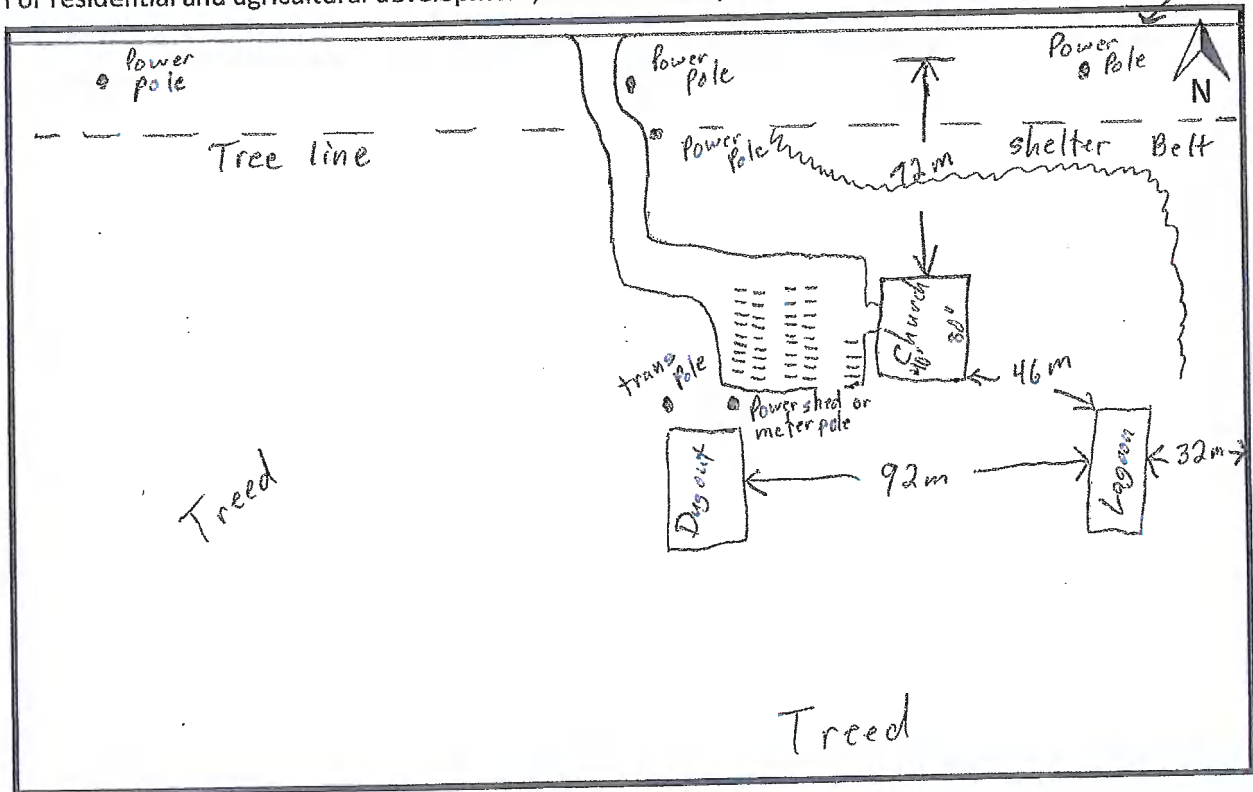 For residential and agricultural development,
Power
pole
Power
Pole
Power
Pole
N
Tree line
Power
Pole
shelter Belt
92m
Church
80"
trans
Pole
46m
Power shed or
meter pole
Dugout
92m
Lagoon
32m
Treed
Treed